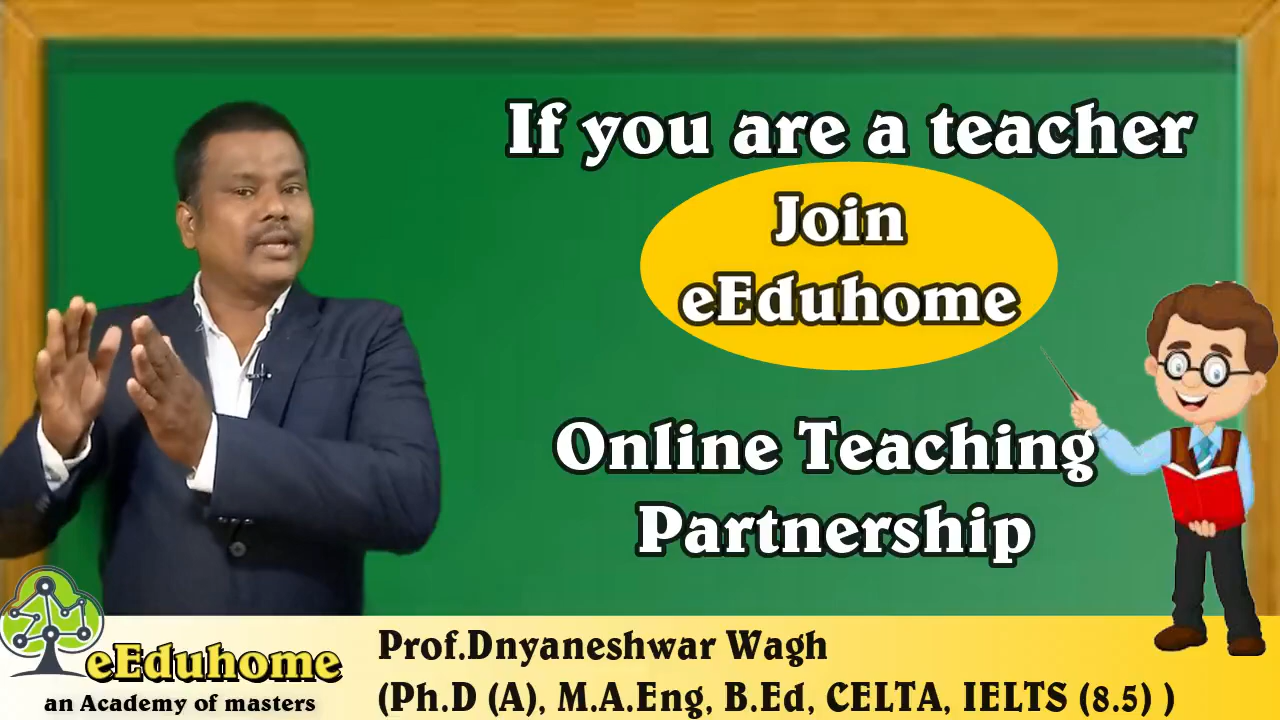 If you are a teacher
Join
eEduhome
Online Teaching
Partnership
eEduhome
an Academy of masters
Prof.Dnyaneshwar Wagh
(Ph.D (A), M.A.Eng, B.Ed, CELTA, IELTS (8.5) )